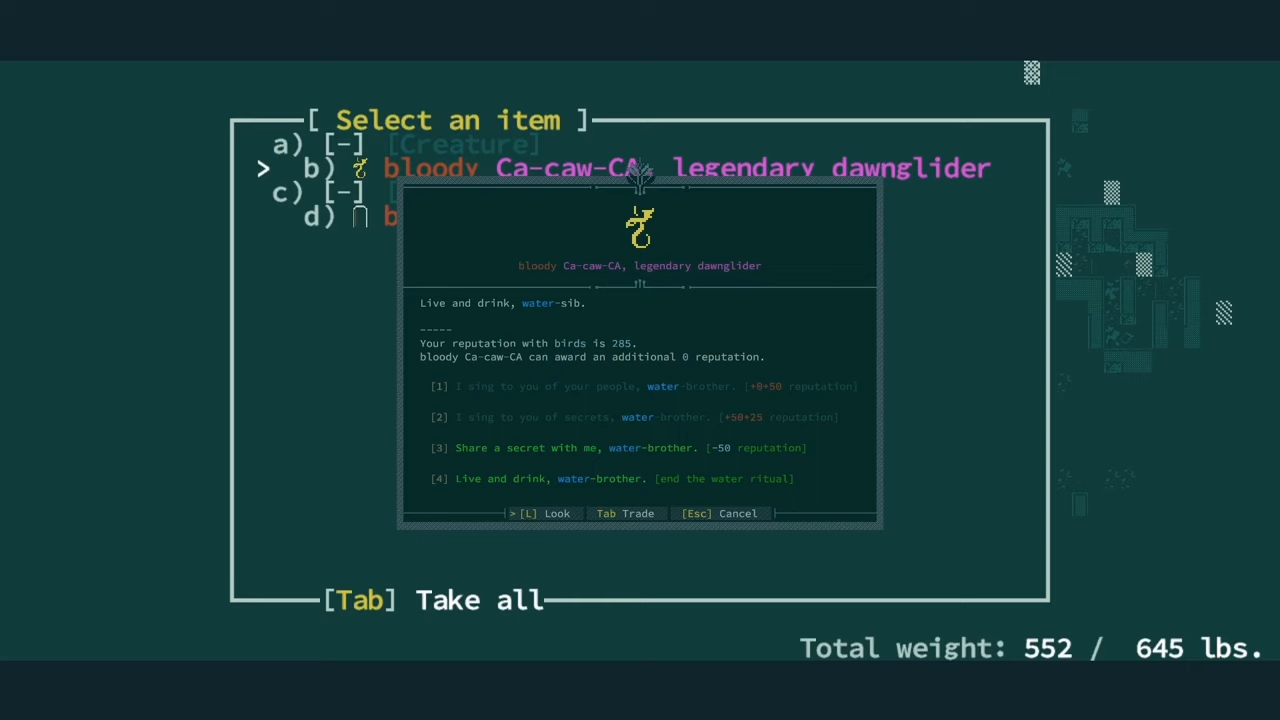 [ Select an item ]
a) [-] [Creature]
> b) bloody Ca-caw-CA, legendary dawnglider
c) [-] [
d) b
bloody Ca-caw-CA, legendary dawnglider
Live and drink, water-sib.
-----
Your reputation with birds is 285.
bloody Ca-caw-CA can award an additional 0 reputation.
[1] I sing to you of your people, water-brother. [+0+50 reputation]
[2] I sing to you of secrets, water-brother. [+50+25 reputation]
[3] Share a secret with me, water-brother. [-50 reputation]
[4] Live and drink, water-brother. [end the water ritual]
> [L] Look Tab Trade [Esc] Cancel
[Tab] Take all
Total weight: 552 / 645 lbs.